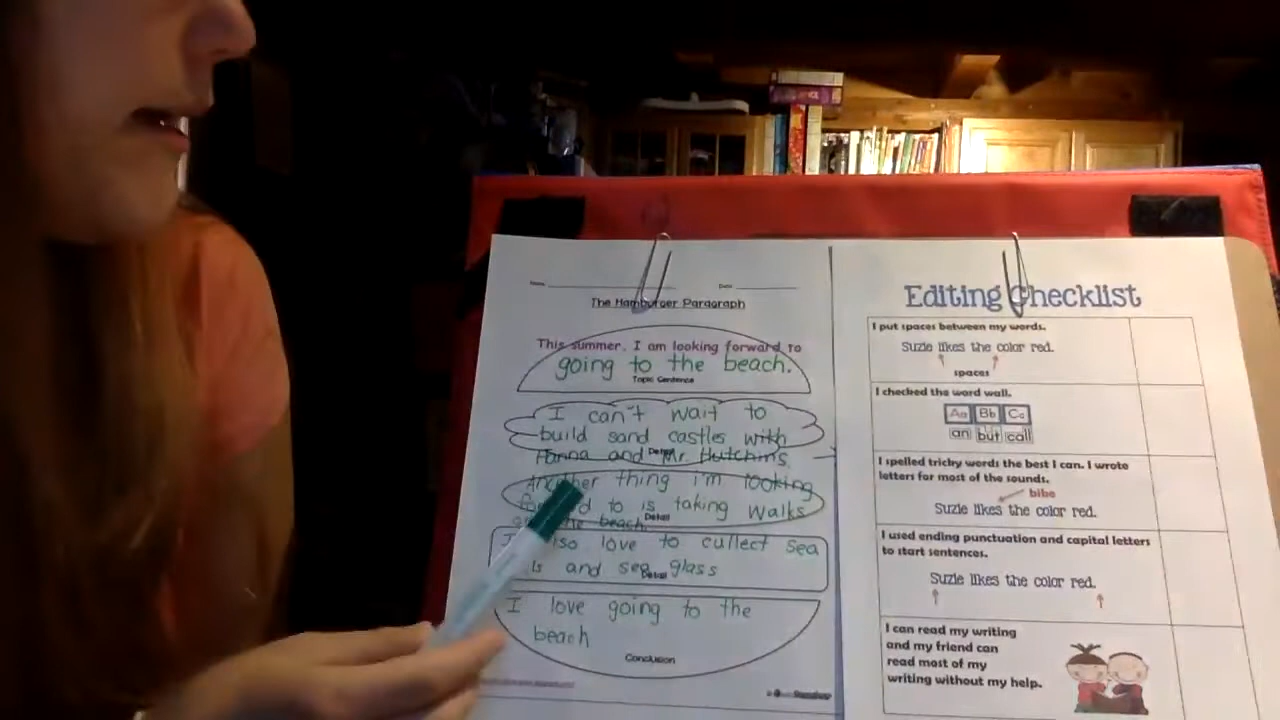 Name
Date
The Hamburger Paragraph
This summer, I am looking forward to
going to the beach.
Topic Sentence
I can't wait to
build sand castles with
Hanna and Mr. Hutchins.
Detail
Another thing i'm looking
to is taking walks
the beach.
Detail
love to cullect sea
and sea glass
Detail
I love going to the
beach
Conclusion
Editing Checklist
I put spaces between my words.
Suzie likes the color red.
spaces
I checked the word wall.
Aa Bb Cc
an but call
I spelled tricky words the best I can. I wrote
letters for most of the sounds.
bike
Suzie likes the color red.
I used ending punctuation and capital letters
to start sentences.
Suzie likes the color red.
I can read my writing
and my friend can
read most of my
writing without my help.